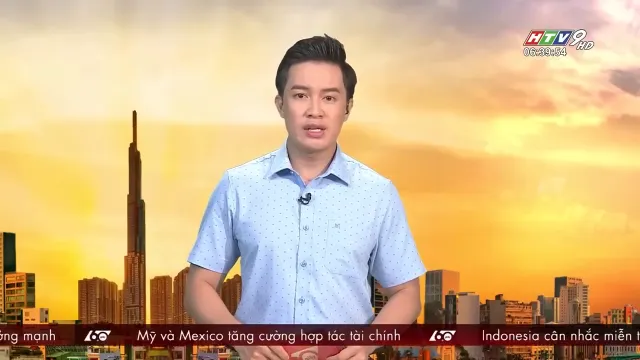 HTV9 HD
06:39:54
ởng mạnh 60 Mỹ và Mexico tăng cường hợp tác tài chính 60 Indonesia cân nhắc miễn